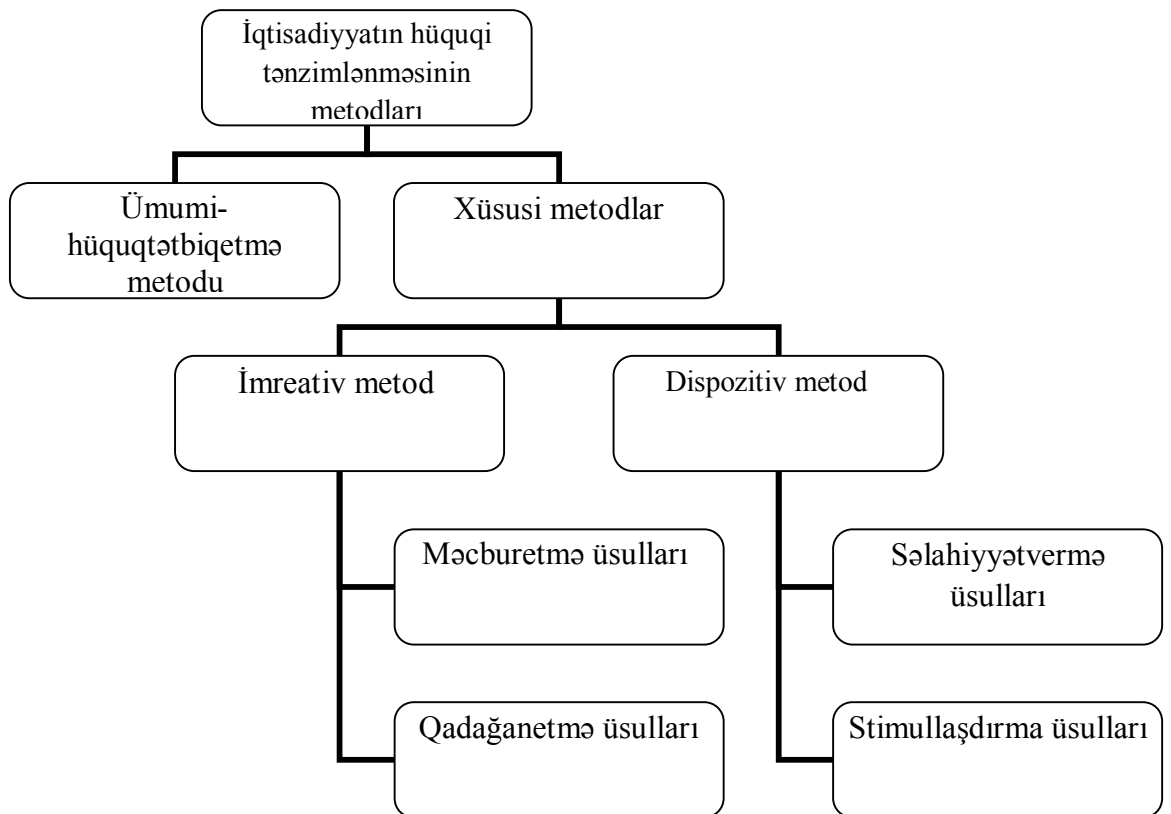 İqtisadiyyatın hüquqi
tənzimlənməsinin
metodları
Ümumi-
hüquqtətbiqetmə
metodu
Xüsusi metodlar
İmreativ metod
Dispozitiv metod
Məcburetmə üsulları
Səlahiyyətvermə
üsulları
Qadağanetmə üsulları
Stimullaşdırma üsulları